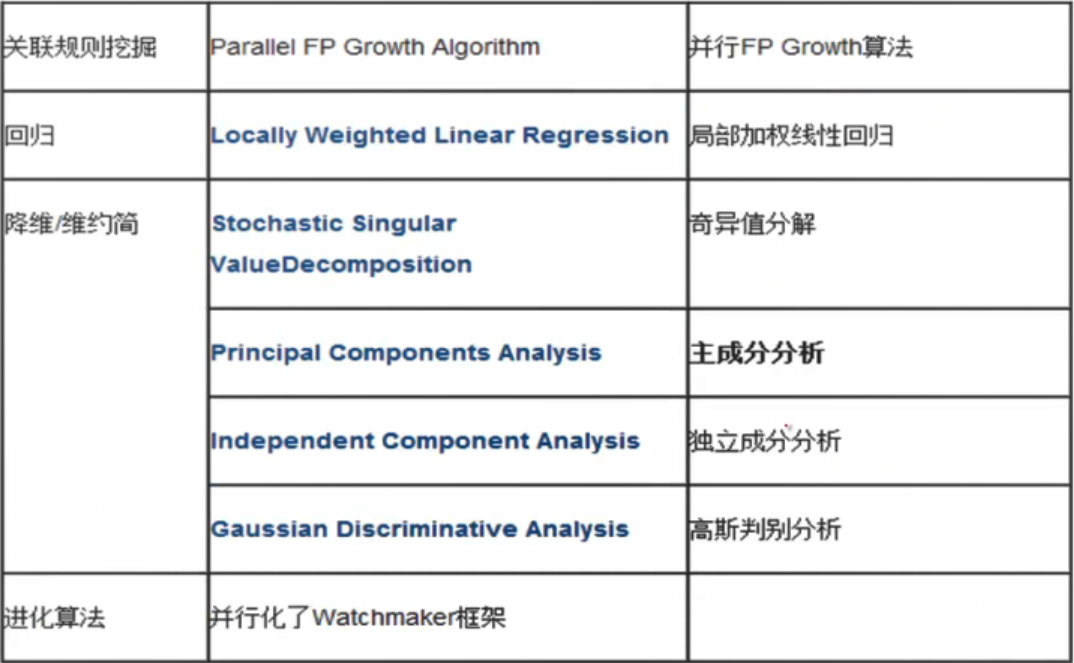 关联规则挖掘 Parallel FP Growth Algorithm 并行FP Growth算法
回归 Locally Weighted Linear Regression 局部加权线性回归
降维/维约简 Stochastic Singular 奇异值分解
ValueDecomposition
Principal Components Analysis 主成分分析
Independent Component Analysis 独立成分分析
Gaussian Discriminative Analysis 高斯判别分析
进化算法 并行化了Watchmaker框架